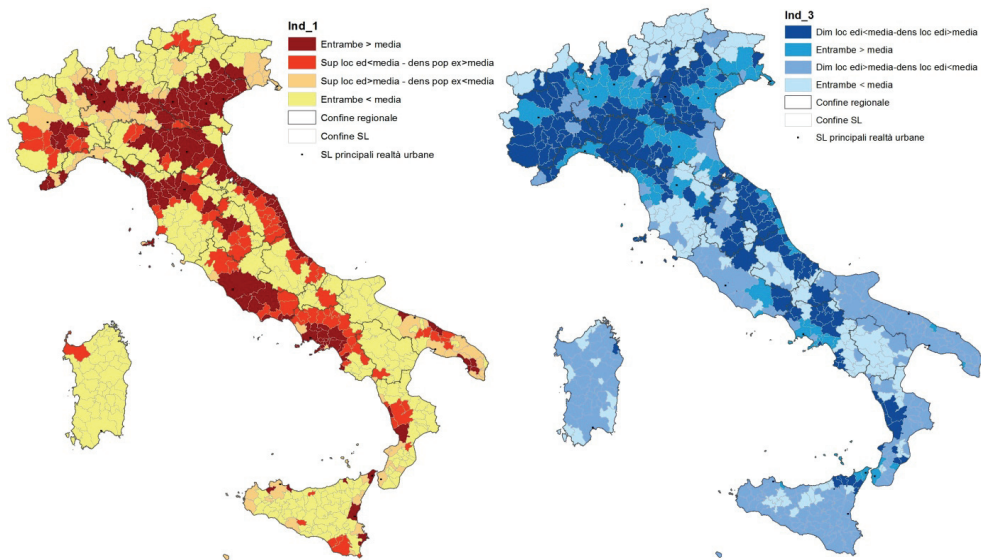 Ind_1
Entrambe > media
Sup loc ed<media - dens pop ex>media
Sup loc ed>media - dens pop ex<media
Entrambe < media
Confine regionale
Confine SL
SL principali realtà urbane
Ind_3
Dim loc edi<media-dens loc edi>media
Entrambe > media
Dim loc edi>media-dens loc edi<media
Entrambe < media
Confine regionale
Confine SL
SL principali realtà urbane